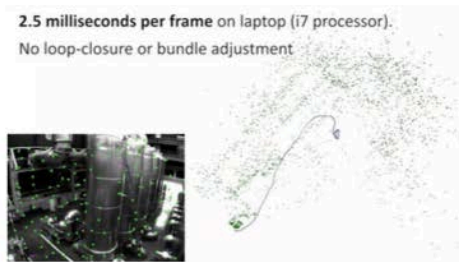 2.5 milliseconds per frame on laptop (i7 processor).
No loop-closure or bundle adjustment